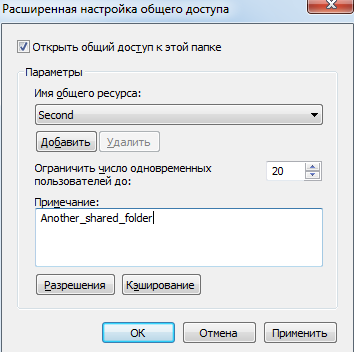 Расширенная настройка общего доступа
Открыть общий доступ к этой папке
Параметры
Имя общего ресурса:
Second
Добавить Удалить
Ограничить число одновременных 20
пользователей до:
Примечание:
Another_shared_folder
Разрешения Кэширование
ОК Отмена Применить